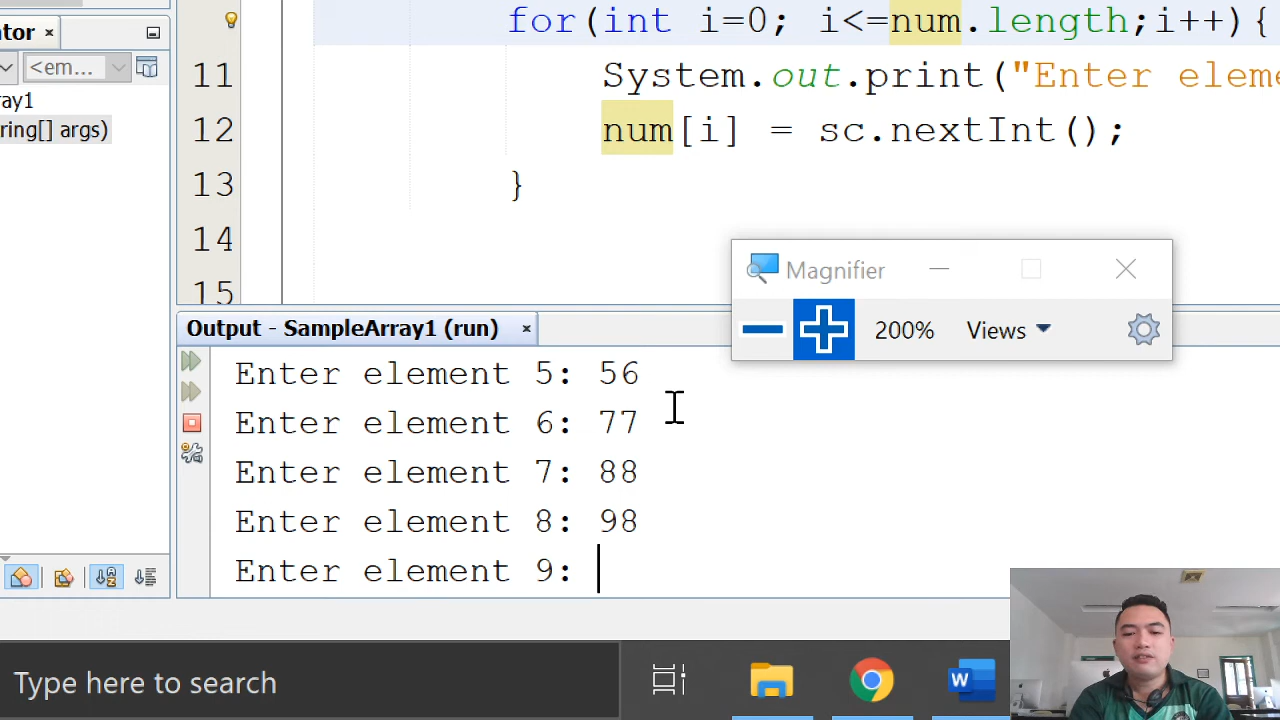 for(int i=0; i<=num.length;i++){
ator
<em...
11
System.out.print("Enter eleme
ray1
ring[] args)
12
num[i] = sc.nextInt();
13
}
14
15
Magnifier
200%
Views
Output - SampleArray1 (run)
Enter element 5: 56
Enter element 6: 77
Enter element 7: 88
Enter element 8: 98
Enter element 9:
Type here to search
W